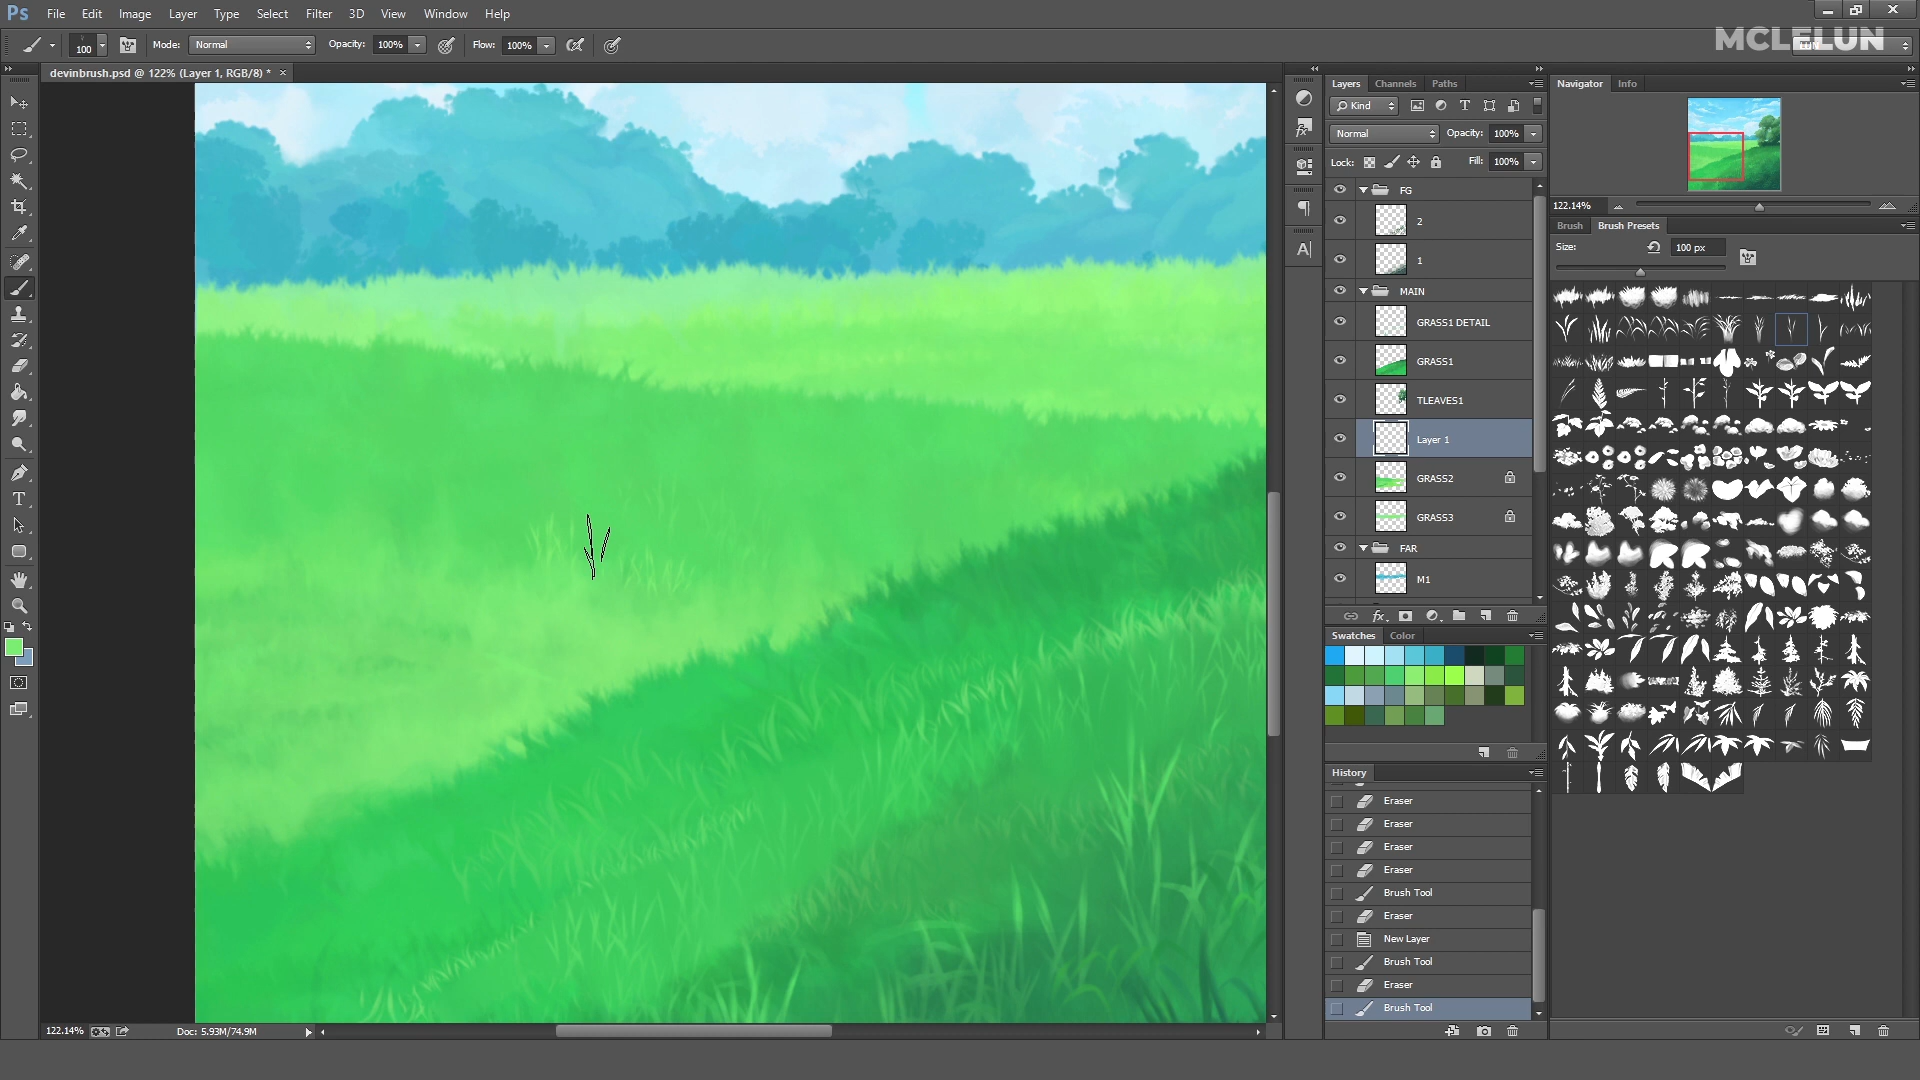 Ps File Edit Image Layer Type Select Filter 3D View Window Help
MCLELUN
100 Mode: Normal Opacity: 100% Flow: 100%
devinbrush.psd @ 122% (Layer 1, RGB/8) * ×
Layers Channels Paths
Kind
Normal Opacity: 100%
Lock: Fill: 100%
FG
2
1
MAIN
GRASS1 DETAIL
GRASS1
TLEAVES1
Layer 1
GRASS2
GRASS3
FAR
M1
Swatches Color
History
Eraser
Eraser
Eraser
Eraser
Brush Tool
Eraser
New Layer
Brush Tool
Eraser
Brush Tool
Navigator Info
122.14%
Brush Brush Presets
Size: 100 px
122.14% Doc: 5.93M/74.9M